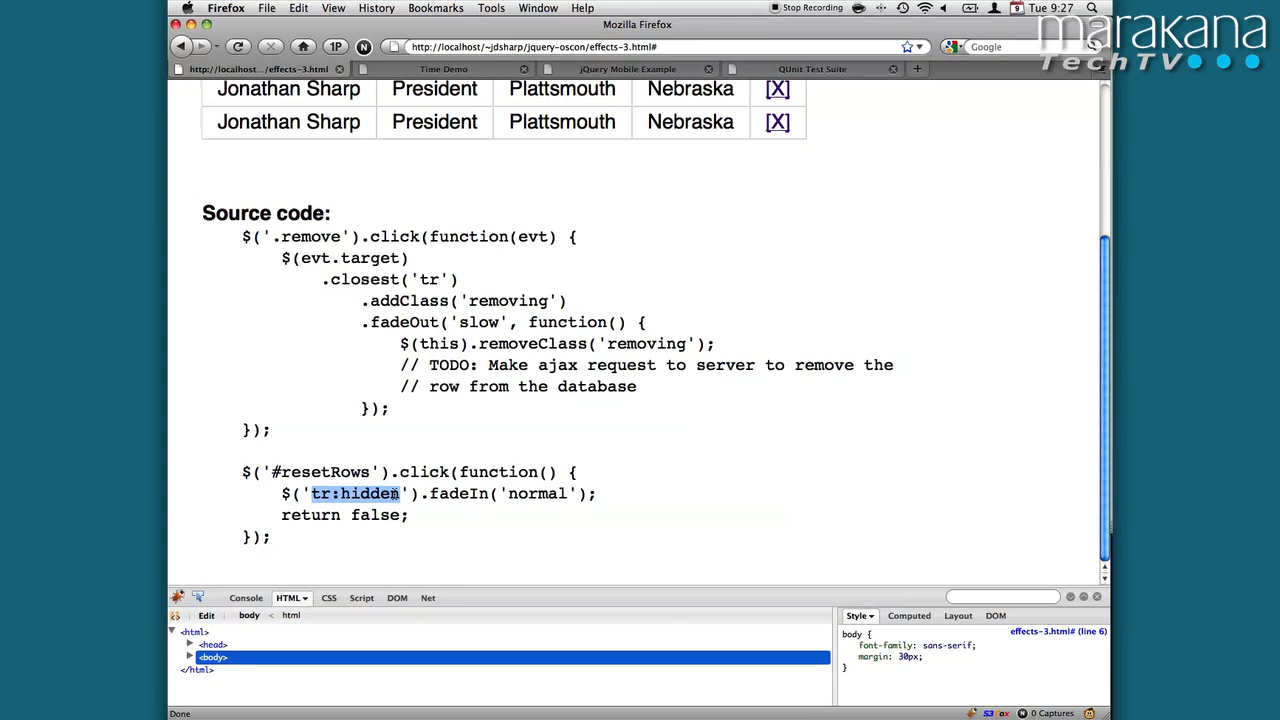 Firefox File Edit View History Bookmarks Tools Window Help Stop Recording 9 Tue 9:27
Mozilla Firefox
marakana
TechTV
1P N http://localhost/~jdsharp/jquery-oscon/effects-3.html# Google
http://localhost.../effects-3.html Time Demo jQuery Mobile Example QUnit Test Suite +
Jonathan Sharp President Plattsmouth Nebraska [X]
Jonathan Sharp President Plattsmouth Nebraska [X]
Source code:
$('.remove').click(function(evt) {
$(evt.target)
.closest('tr')
.addClass('removing')
.fadeOut('slow', function() {
$(this).removeClass('removing');
// TODO: Make ajax request to server to remove the
// row from the database
});
});
$('#resetRows').click(function() {
$('tr:hidden').fadeIn('normal');
return false;
});
Console HTML CSS Script DOM Net
Edit body < html
Style Computed Layout DOM
<html>
<head>
<body>
</html>
body { effects-3.html# (line 6)
font-family: sans-serif;
margin: 30px;
}
Done S3Fox N 0 Captures